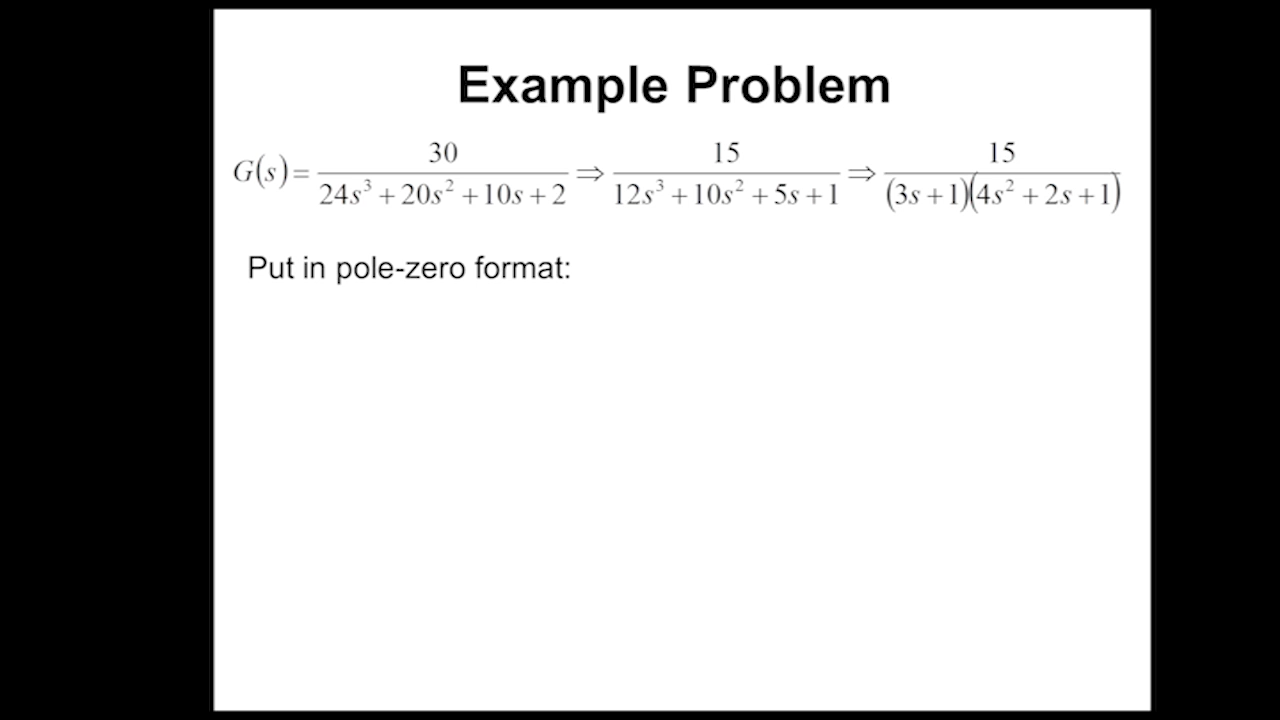 Example Problem
G(s) = 30 / (24s³ + 20s² + 10s + 2) ⇒ 15 / (12s³ + 10s² + 5s + 1) ⇒ 15 / ((3s + 1)(4s² + 2s + 1))
Put in pole-zero format: